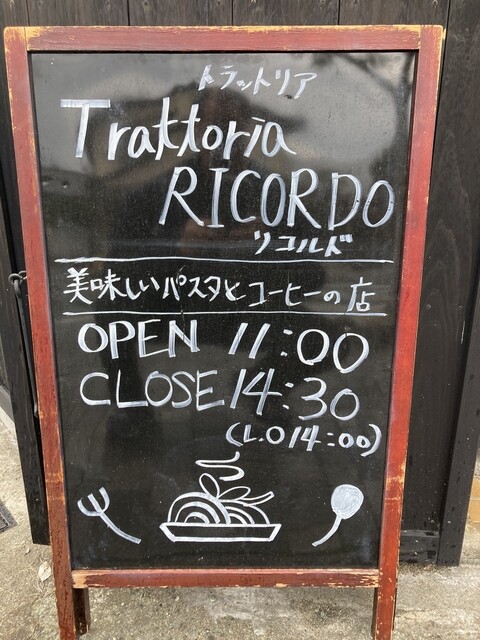 トラットリア
Trattoria
RICORDO
リコルド
美味しいパスタとコーヒーの店
OPEN 11:00
CLOSE 14:30
(L.O 14:00)